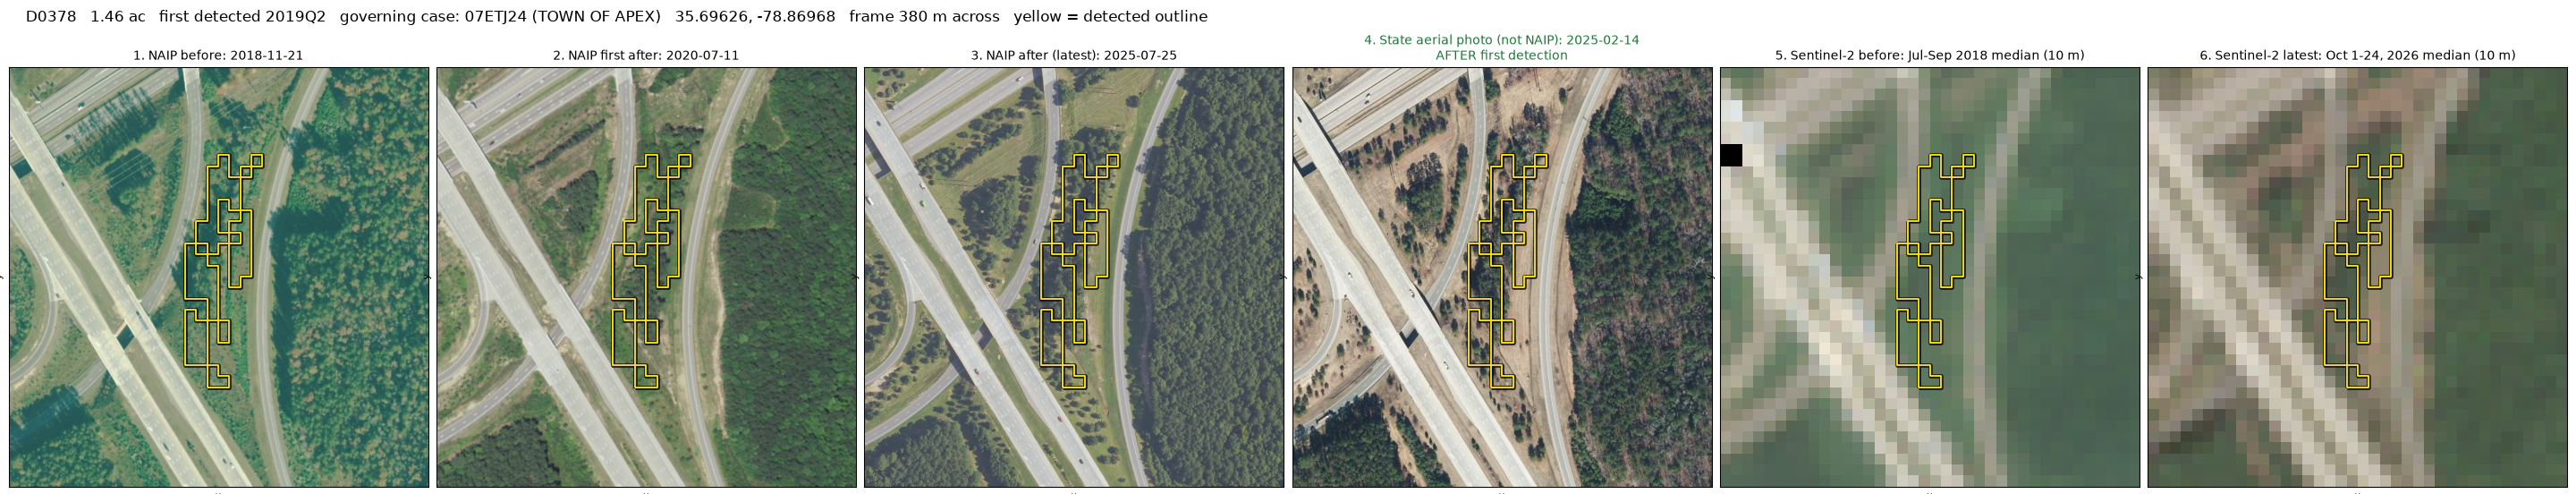 D0378   1.46 ac   first detected 2019Q2   governing case: 07ETJ24 (TOWN OF APEX)   35.69626, -78.86968   frame 380 m across   yellow = detected outline
1. NAIP before: 2018-11-21
2. NAIP first after: 2020-07-11
3. NAIP after (latest): 2025-07-25
4. State aerial photo (not NAIP): 2025-02-14
AFTER first detection
5. Sentinel-2 before: Jul-Sep 2018 median (10 m)
6. Sentinel-2 latest: Oct 1-24, 2026 median (10 m)